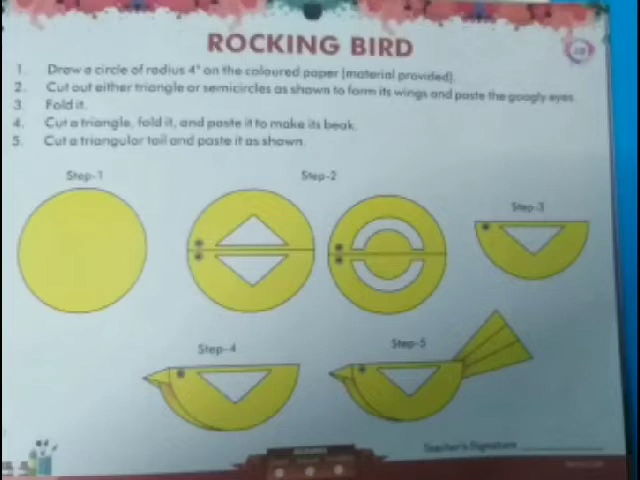 ROCKING BIRD
1. Draw a circle of radius 4" on the coloured paper (material provided).
2. Cut out either triangle or semicircles as shown to form its wings and paste the googly eyes.
3. Fold it.
4. Cut a triangle, fold it, and paste it to make its beak.
5. Cut a triangular tail and paste it as shown.
Step-1
Step-2
Step-3
Step-4
Step-5
Teacher's Signature